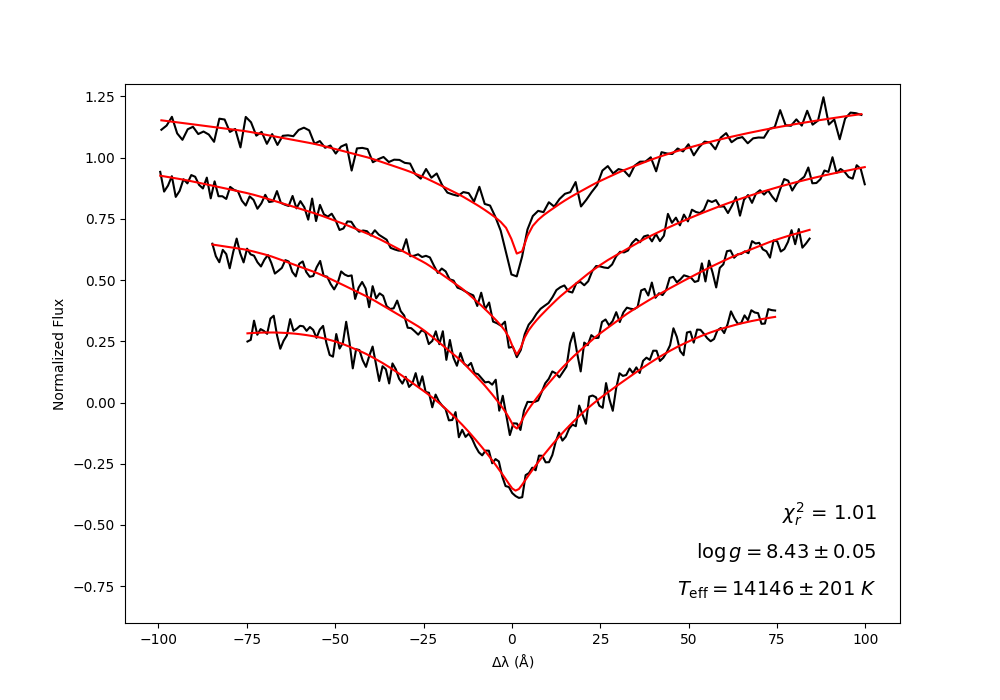 1.25
1.00
0.75
0.50
0.25
0.00
−0.25
−0.50
−0.75
Normalized Flux
χ²ᵣ = 1.01
log g = 8.43 ± 0.05
T_eff = 14146 ± 201 K
−100 −75 −50 −25 0 25 50 75 100
Δλ (Å)